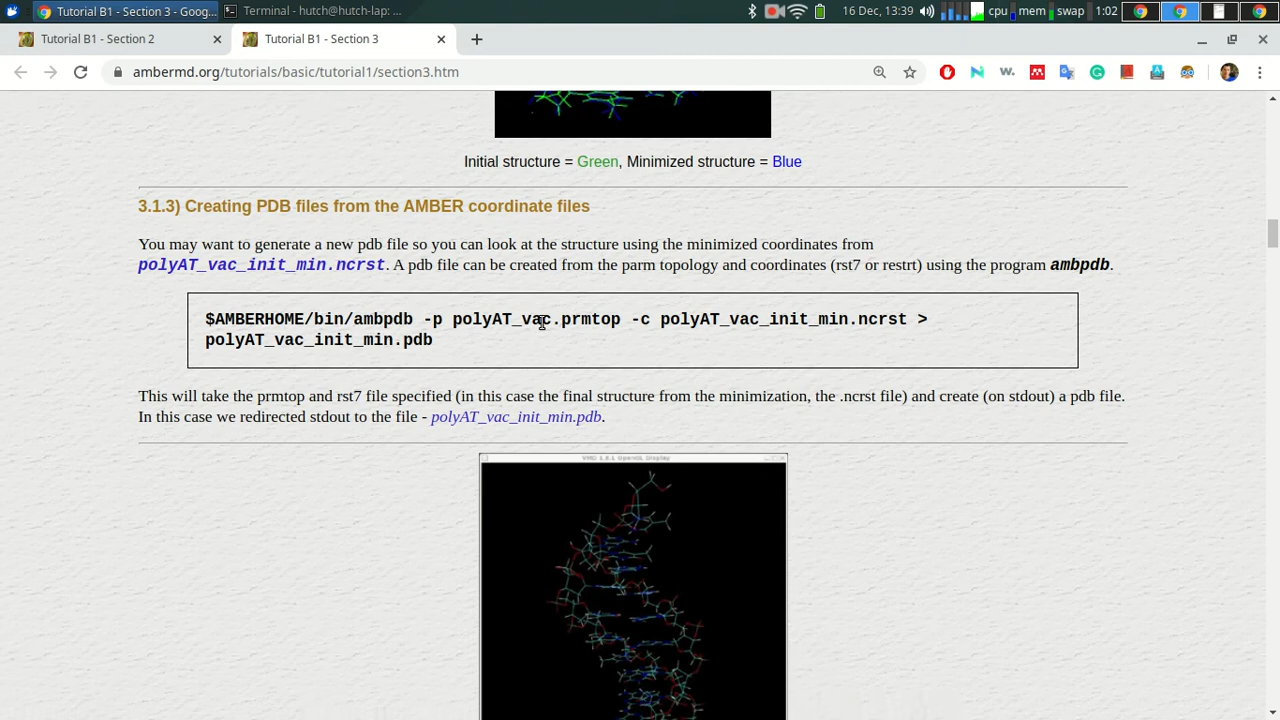 Tutorial B1 - Section 3 - Goog...
Terminal - hutch@hutch-lap: ...
16 Dec, 13:39
cpu
mem
swap
1:02
Tutorial B1 - Section 2
Tutorial B1 - Section 3
ambermd.org/tutorials/basic/tutorial1/section3.htm
Initial structure = Green, Minimized structure = Blue
3.1.3) Creating PDB files from the AMBER coordinate files
You may want to generate a new pdb file so you can look at the structure using the minimized coordinates from
polyAT_vac_init_min.ncrst. A pdb file can be created from the parm topology and coordinates (rst7 or restrt) using the program ambpdb.
$AMBERHOME/bin/ambpdb -p polyAT_vac.prmtop -c polyAT_vac_init_min.ncrst >
polyAT_vac_init_min.pdb
This will take the prmtop and rst7 file specified (in this case the final structure from the minimization, the .ncrst file) and create (on stdout) a pdb file.
In this case we redirected stdout to the file - polyAT_vac_init_min.pdb.
VMD 1.8.1 OpenGL Display